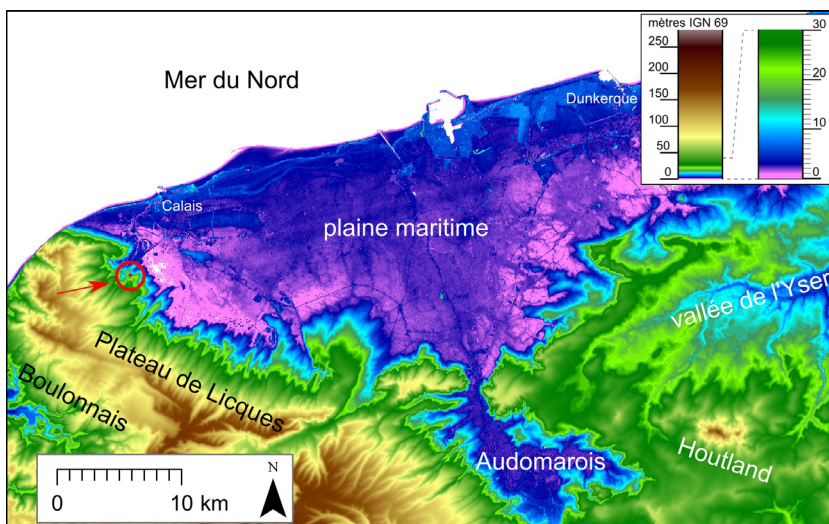 mètres IGN 69
250
200
150
100
50
0
30
20
10
0
Mer du Nord
Dunkerque
Calais
plaine maritime
vallée de l'Yser
Plateau de Licques
Boulonnais
Audomarois
Houtland
N
0
10 km